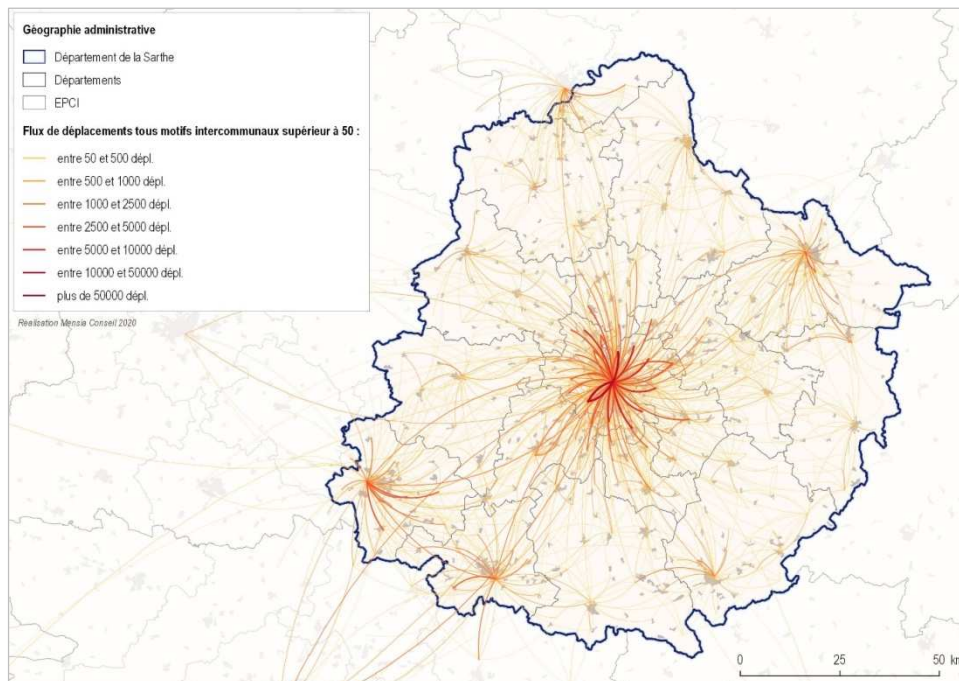 Géographie administrative
Département de la Sarthe
Départements
EPCI
Flux de déplacements tous motifs intercommunaux supérieur à 50 :
entre 50 et 500 dépl.
entre 500 et 1000 dépl.
entre 1000 et 2500 dépl.
entre 2500 et 5000 dépl.
entre 5000 et 10000 dépl.
entre 10000 et 50000 dépl.
plus de 50000 dépl.
Réalisation Mensia Conseil 2020
0 25 50 km